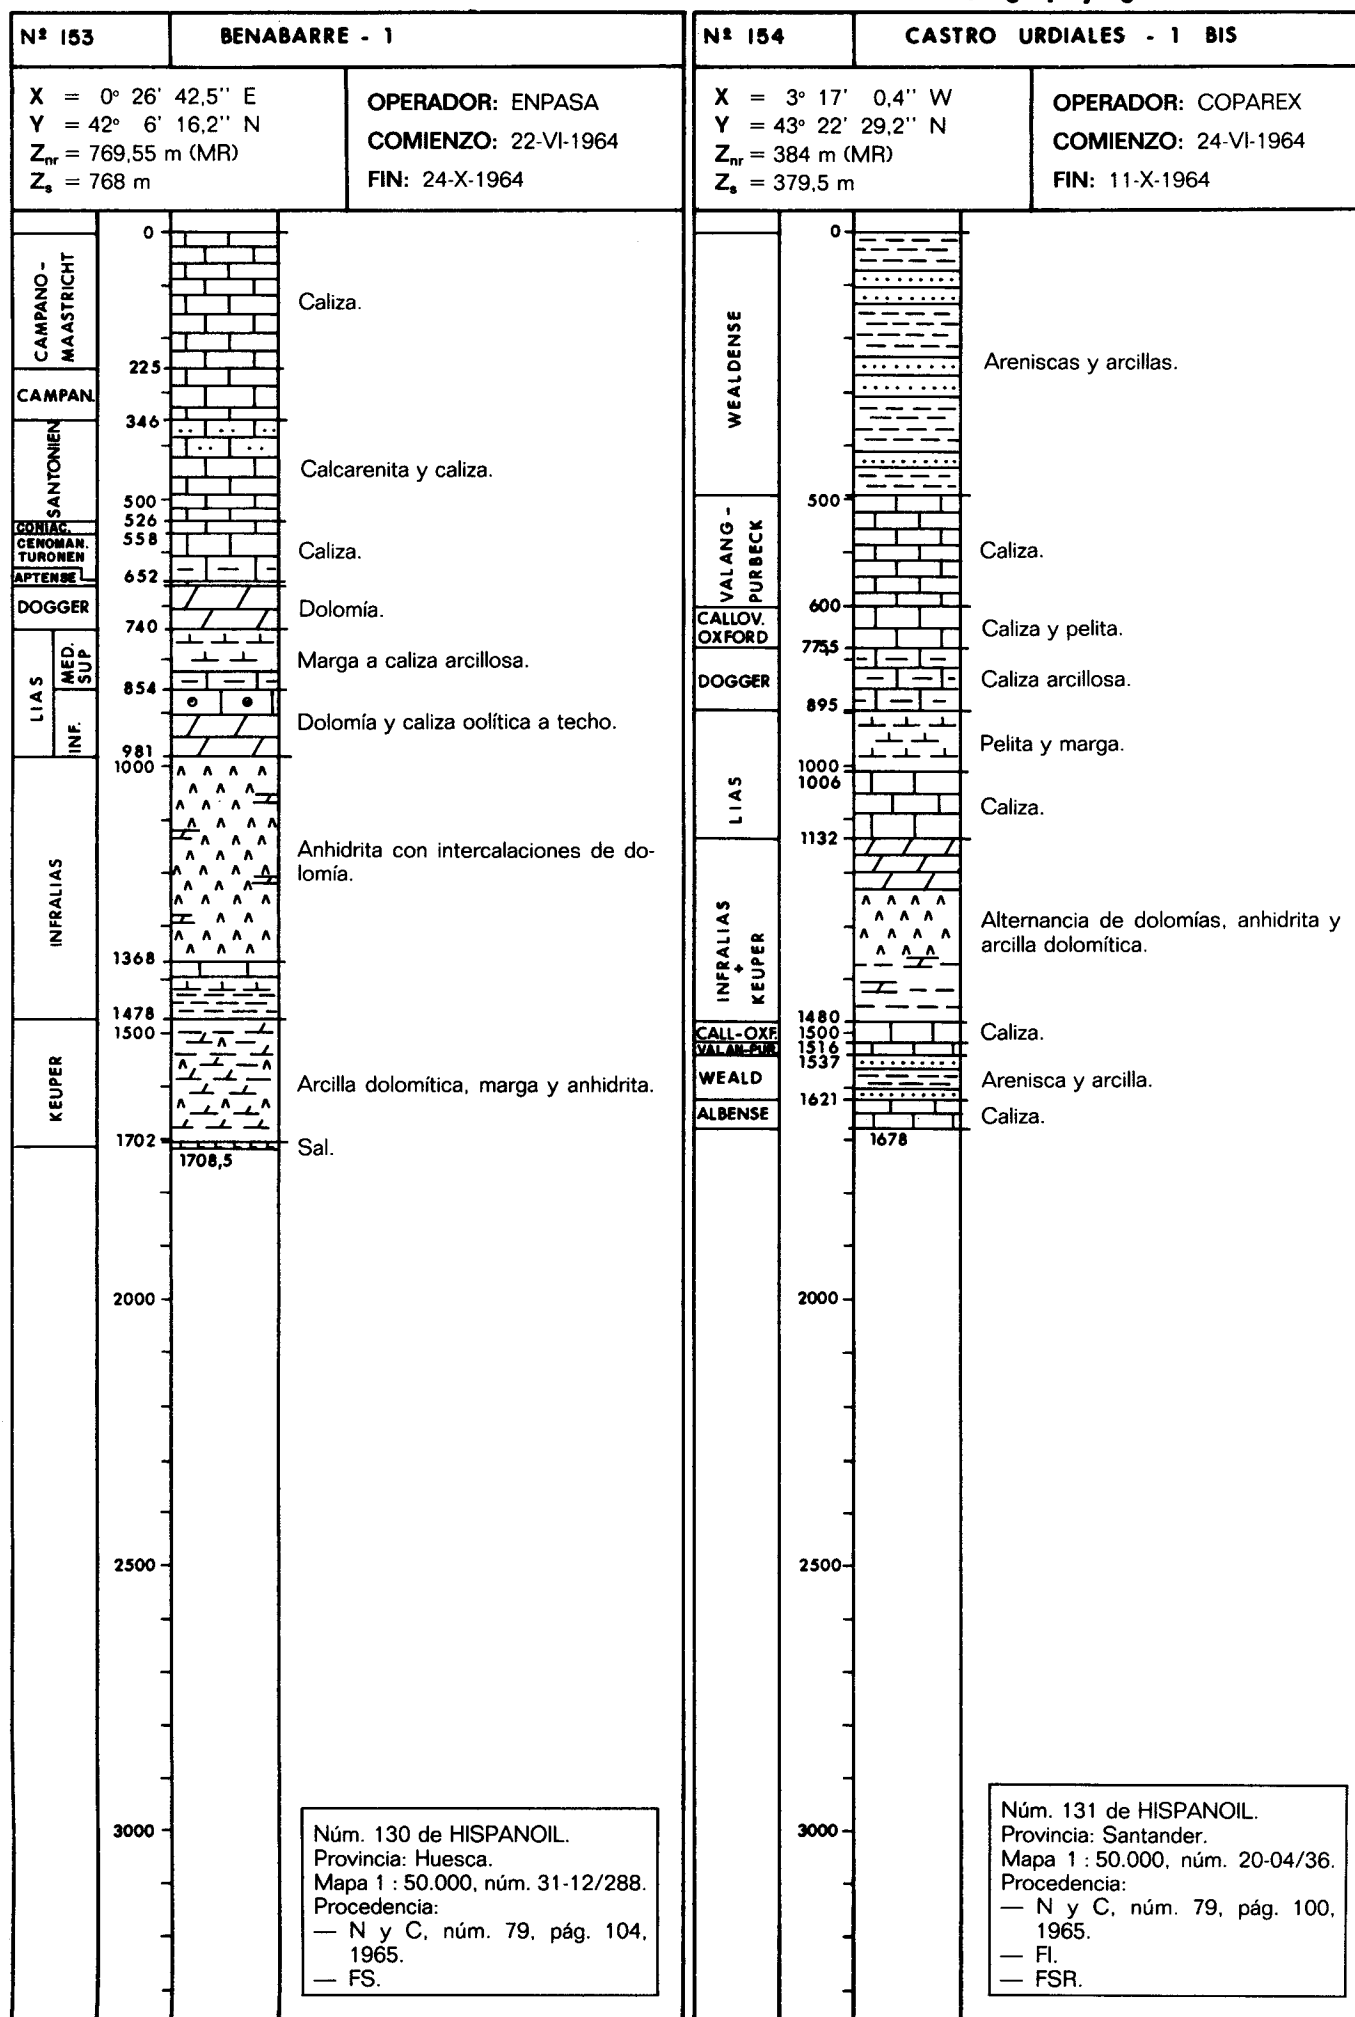 Nº 153
BENABARRE - 1
X = 0° 26' 42,5'' E
Y = 42° 6' 16,2'' N
Znr = 769,55 m (MR)
Zs = 768 m
OPERADOR: ENPASA
COMIENZO: 22-VI-1964
FIN: 24-X-1964
CAMPANO-
MAASTRICHT
CAMPAN.
SANTONIEN
CONIAC.
CENOMAN.
TURONEN
APTENSE
DOGGER
LIAS
MED.
SUP
INF.
INFRALIAS
KEUPER
0
225
346
500
526
558
652
740
854
981
1000
1368
1478
1500
1702
1708,5
2000
2500
3000
Caliza.
Calcarenita y caliza.
Caliza.
Dolomía.
Marga a caliza arcillosa.
Dolomía y caliza oolítica a techo.
Anhidrita con intercalaciones de do-
lomía.
Arcilla dolomítica, marga y anhidrita.
Sal.
Núm. 130 de HISPANOIL.
Provincia: Huesca.
Mapa 1 : 50.000, núm. 31-12/288.
Procedencia:
— N y C, núm. 79, pág. 104,
1965.
— FS.
Nº 154
CASTRO URDIALES - 1 BIS
X = 3° 17' 0,4'' W
Y = 43° 22' 29,2'' N
Znr = 384 m (MR)
Zs = 379,5 m
OPERADOR: COPAREX
COMIENZO: 24-VI-1964
FIN: 11-X-1964
WEALDENSE
VALANG-
PURBECK
CALLOV.
OXFORD
DOGGER
LIAS
INFRALIAS
+
KEUPER
CALL-OXF.
VALAN-PUR.
WEALD
ALBENSE
0
500
600
7755
895
1000
1006
1132
1480
1500
1516
1537
1621
1678
2000
2500
3000
Areniscas y arcillas.
Caliza.
Caliza y pelita.
Caliza arcillosa.
Pelita y marga.
Caliza.
Alternancia de dolomías, anhidrita y
arcilla dolomítica.
Caliza.
Arenisca y arcilla.
Caliza.
Núm. 131 de HISPANOIL.
Provincia: Santander.
Mapa 1 : 50.000, núm. 20-04/36.
Procedencia:
— N y C, núm. 79, pág. 100,
1965.
— FI.
— FSR.